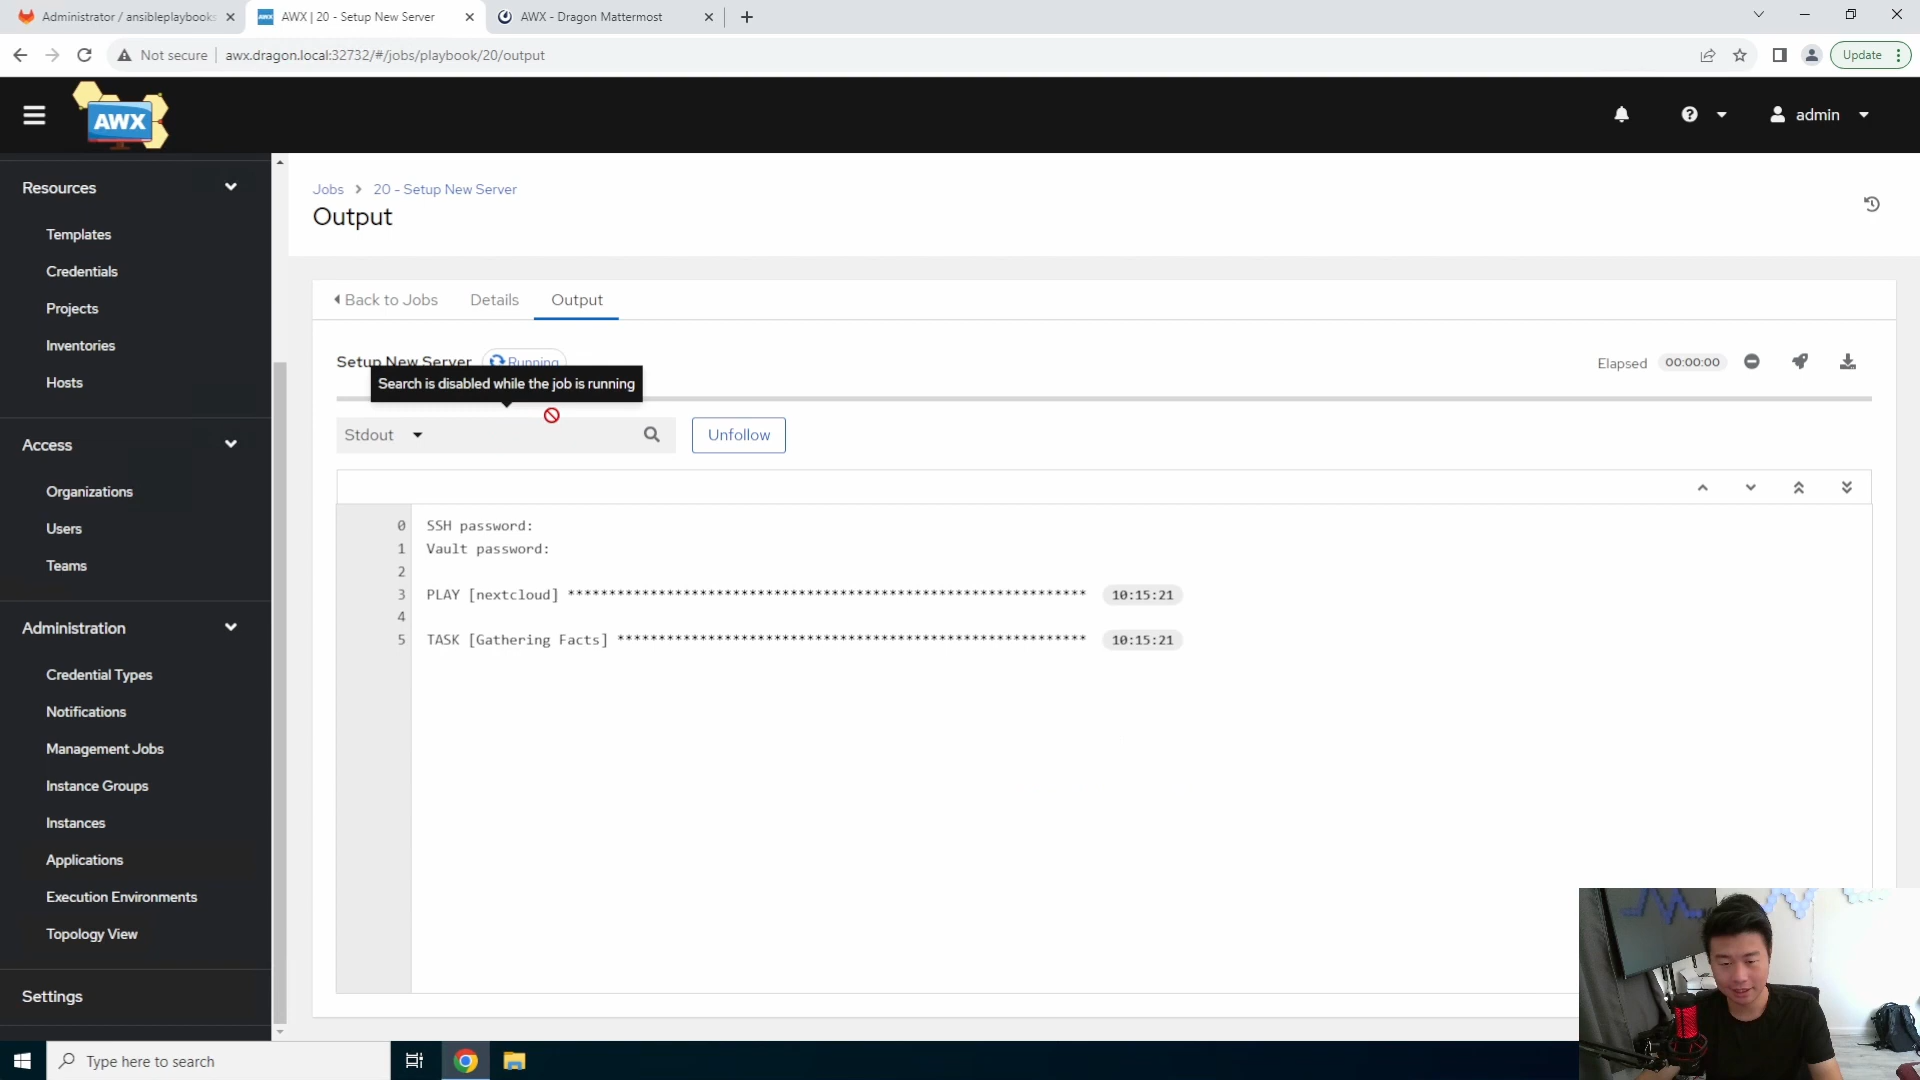 Administrator / ansibleplaybooks
AWX | 20 - Setup New Server
AWX - Dragon Mattermost
Not secure
awx.dragon.local:32732/#/jobs/playbook/20/output
Update
AWX
admin
Resources
Templates
Credentials
Projects
Inventories
Hosts
Access
Organizations
Users
Teams
Administration
Credential Types
Notifications
Management Jobs
Instance Groups
Instances
Applications
Execution Environments
Topology View
Settings
Jobs
20 - Setup New Server
Output
Back to Jobs
Details
Output
Setup New Server
Running
Search is disabled while the job is running
Elapsed
00:00:00
Stdout
Unfollow
0 SSH password:
1 Vault password:
2
3 PLAY [nextcloud] *************************************************************** 10:15:21
4
5 TASK [Gathering Facts] ********************************************************* 10:15:21
Type here to search